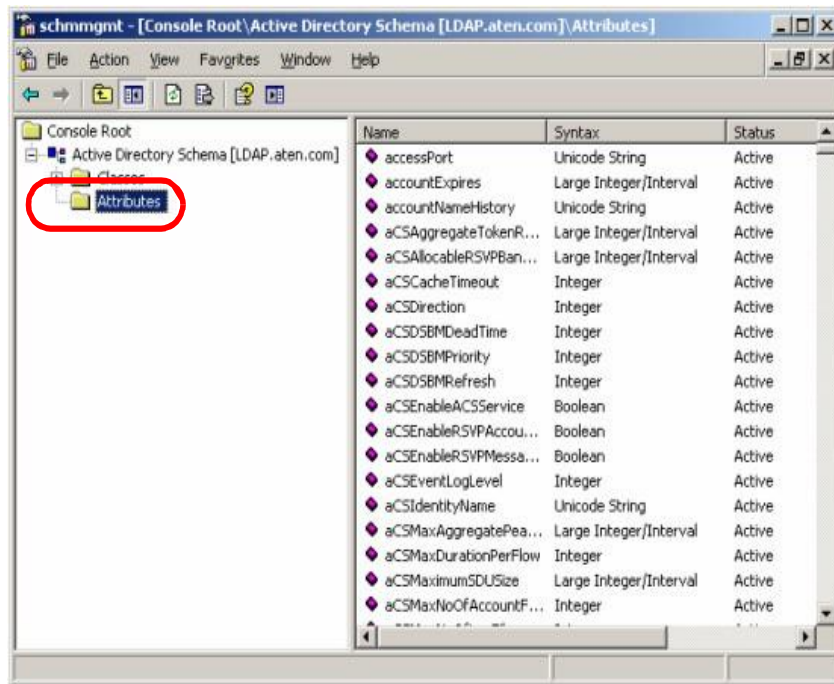 schmmgmt - [Console Root\Active Directory Schema [LDAP.aten.com]\Attributes]
File Action View Favorites Window Help
Console Root
Active Directory Schema [LDAP.aten.com]
Classes
Attributes
Name Syntax Status
accessPort Unicode String Active
accountExpires Large Integer/Interval Active
accountNameHistory Unicode String Active
aCSAggregateTokenR... Large Integer/Interval Active
aCSAllocableRSVPBan... Large Integer/Interval Active
aCSCacheTimeout Integer Active
aCSDirection Integer Active
aCSDSBMDeadTime Integer Active
aCSDSBMPriority Integer Active
aCSDSBMRefresh Integer Active
aCSEnableACSService Boolean Active
aCSEnableRSVPAccou... Boolean Active
aCSEnableRSVPMessa... Boolean Active
aCSEventLogLevel Integer Active
aCSIdentityName Unicode String Active
aCSMaxAggregatePea... Large Integer/Interval Active
aCSMaxDurationPerFlow Integer Active
aCSMaximumSDUSize Large Integer/Interval Active
aCSMaxNoOfAccountF... Integer Active